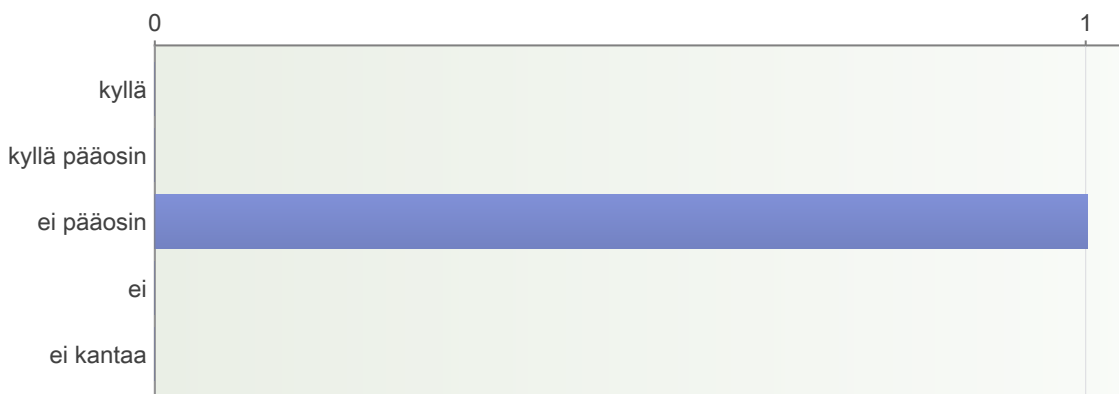 0 1
kyllä
kyllä pääosin
ei pääosin
ei
ei kantaa